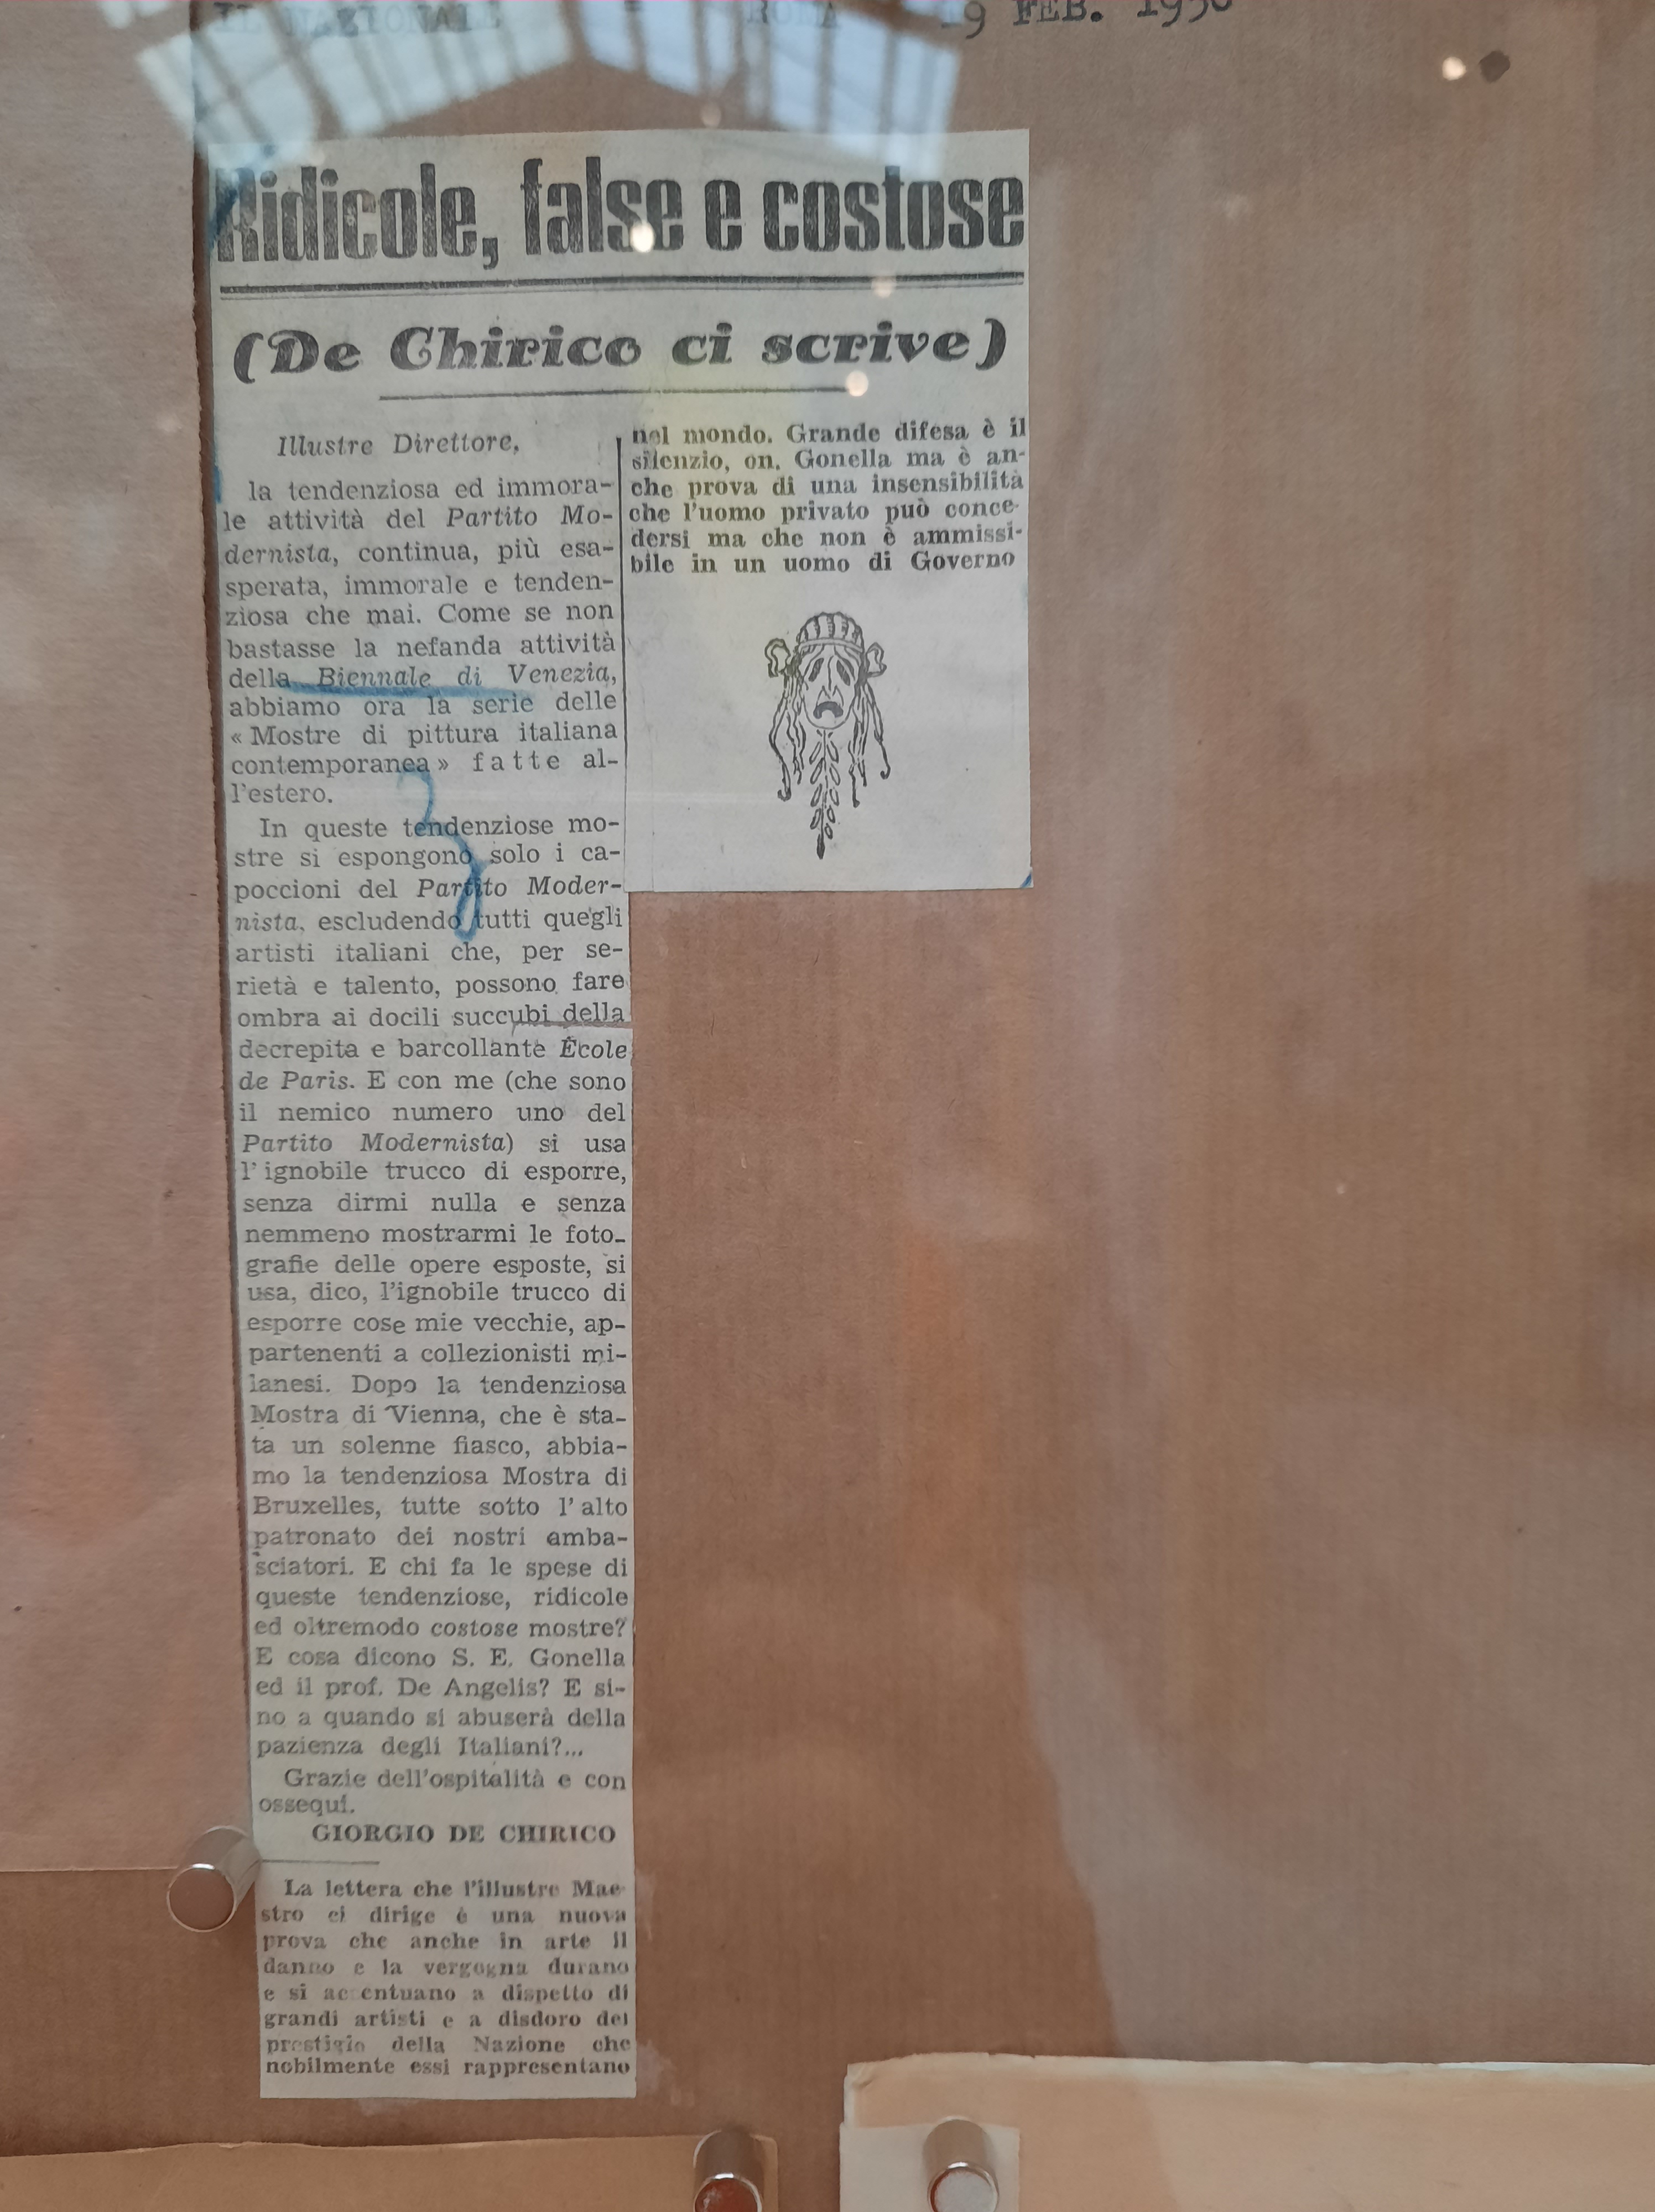 IL NAZIONALE = ROMA 19 FEB. 1950
Ridicole, false e costose
(De Chirico ci scrive)
Illustre Direttore,
la tendenziosa ed immora-
le attività del Partito Mo-
dernista, continua, più esa-
sperata, immorale e tenden-
ziosa che mai. Come se non
bastasse la nefanda attività
della Biennale di Venezia,
abbiamo ora la serie delle
« Mostre di pittura italiana
contemporanea » fatte al-
l'estero.
In queste tendenziose mo-
stre si espongono solo i ca-
poccioni del Partito Moder-
nista, escludendo tutti quegli
artisti italiani che, per se-
rietà e talento, possono fare
ombra ai docili succubi della
decrepita e barcollante École
de Paris. E con me (che sono
il nemico numero uno del
Partito Modernista) si usa
l'ignobile trucco di esporre,
senza dirmi nulla e senza
nemmeno mostrarmi le foto-
grafie delle opere esposte, si
usa, dico, l'ignobile trucco di
esporre cose mie vecchie, ap-
partenenti a collezionisti mi-
lanesi. Dopo la tendenziosa
Mostra di Vienna, che è sta-
ta un solenne fiasco, abbia-
mo la tendenziosa Mostra di
Bruxelles, tutte sotto l'alto
patronato dei nostri amba-
sciatori. E chi fa le spese di
queste tendenziose, ridicole
ed oltremodo costose mostre?
E cosa dicono S. E. Gonella
ed il prof. De Angelis? E si-
no a quando si abuserà della
pazienza degli Italiani?...
Grazie dell'ospitalità e con
ossequi.
GIORGIO DE CHIRICO
La lettera che l'illustre Mae-
stro ci dirige è una nuova
prova che anche in arte il
danno e la vergogna durano
e si accentuano a dispetto di
grandi artisti e a disdoro del
prestigio della Nazione che
nobilmente essi rappresentano
nel mondo. Grande difesa è il
silenzio, on. Gonella ma è an-
che prova di una insensibilità
che l'uomo privato può conce-
dersi ma che non è ammissi-
bile in un uomo di Governo